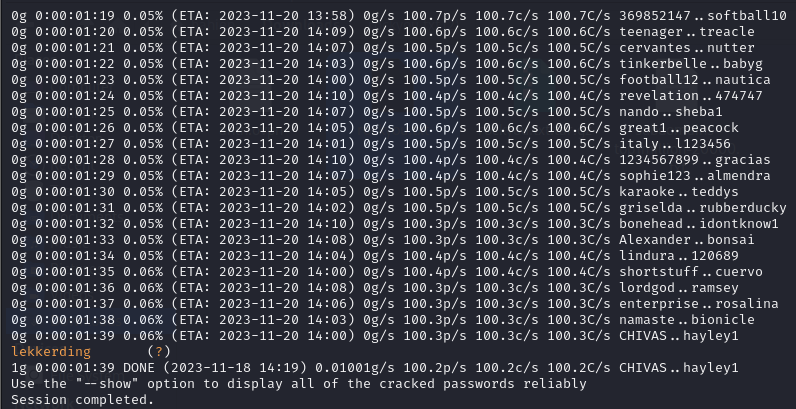 0g 0:00:01:19 0.05% (ETA: 2023-11-20 13:58) 0g/s 100.7p/s 100.7c/s 100.7C/s 369852147..softball10
0g 0:00:01:20 0.05% (ETA: 2023-11-20 14:09) 0g/s 100.6p/s 100.6c/s 100.6C/s teenager..treacle
0g 0:00:01:21 0.05% (ETA: 2023-11-20 14:07) 0g/s 100.5p/s 100.5c/s 100.5C/s cervantes..nutter
0g 0:00:01:22 0.05% (ETA: 2023-11-20 14:03) 0g/s 100.6p/s 100.6c/s 100.6C/s tinkerbelle..babyg
0g 0:00:01:23 0.05% (ETA: 2023-11-20 14:00) 0g/s 100.5p/s 100.5c/s 100.5C/s football12..nautica
0g 0:00:01:24 0.05% (ETA: 2023-11-20 14:10) 0g/s 100.4p/s 100.4c/s 100.4C/s revelation..474747
0g 0:00:01:25 0.05% (ETA: 2023-11-20 14:07) 0g/s 100.5p/s 100.5c/s 100.5C/s nando..sheba1
0g 0:00:01:26 0.05% (ETA: 2023-11-20 14:05) 0g/s 100.6p/s 100.6c/s 100.6C/s great1..peacock
0g 0:00:01:27 0.05% (ETA: 2023-11-20 14:01) 0g/s 100.5p/s 100.5c/s 100.5C/s italy..l123456
0g 0:00:01:28 0.05% (ETA: 2023-11-20 14:10) 0g/s 100.4p/s 100.4c/s 100.4C/s 1234567899..gracias
0g 0:00:01:29 0.05% (ETA: 2023-11-20 14:07) 0g/s 100.4p/s 100.4c/s 100.4C/s sophie123..almendra
0g 0:00:01:30 0.05% (ETA: 2023-11-20 14:05) 0g/s 100.5p/s 100.5c/s 100.5C/s karaoke..teddys
0g 0:00:01:31 0.05% (ETA: 2023-11-20 14:02) 0g/s 100.5p/s 100.5c/s 100.5C/s griselda..rubberducky
0g 0:00:01:32 0.05% (ETA: 2023-11-20 14:10) 0g/s 100.3p/s 100.3c/s 100.3C/s bonehead..idontknow1
0g 0:00:01:33 0.05% (ETA: 2023-11-20 14:08) 0g/s 100.3p/s 100.3c/s 100.3C/s Alexander..bonsai
0g 0:00:01:34 0.05% (ETA: 2023-11-20 14:04) 0g/s 100.4p/s 100.4c/s 100.4C/s lindura..120689
0g 0:00:01:35 0.06% (ETA: 2023-11-20 14:00) 0g/s 100.4p/s 100.4c/s 100.4C/s shortstuff..cuervo
0g 0:00:01:36 0.06% (ETA: 2023-11-20 14:08) 0g/s 100.3p/s 100.3c/s 100.3C/s lordgod..ramsey
0g 0:00:01:37 0.06% (ETA: 2023-11-20 14:06) 0g/s 100.3p/s 100.3c/s 100.3C/s enterprise..rosalina
0g 0:00:01:38 0.06% (ETA: 2023-11-20 14:03) 0g/s 100.3p/s 100.3c/s 100.3C/s namaste..bionicle
0g 0:00:01:39 0.06% (ETA: 2023-11-20 14:00) 0g/s 100.3p/s 100.3c/s 100.3C/s CHIVAS..hayley1
lekkerding       (?)
1g 0:00:01:39 DONE (2023-11-18 14:19) 0.01001g/s 100.2p/s 100.2c/s 100.2C/s CHIVAS..hayley1
Use the "--show" option to display all of the cracked passwords reliably
Session completed.